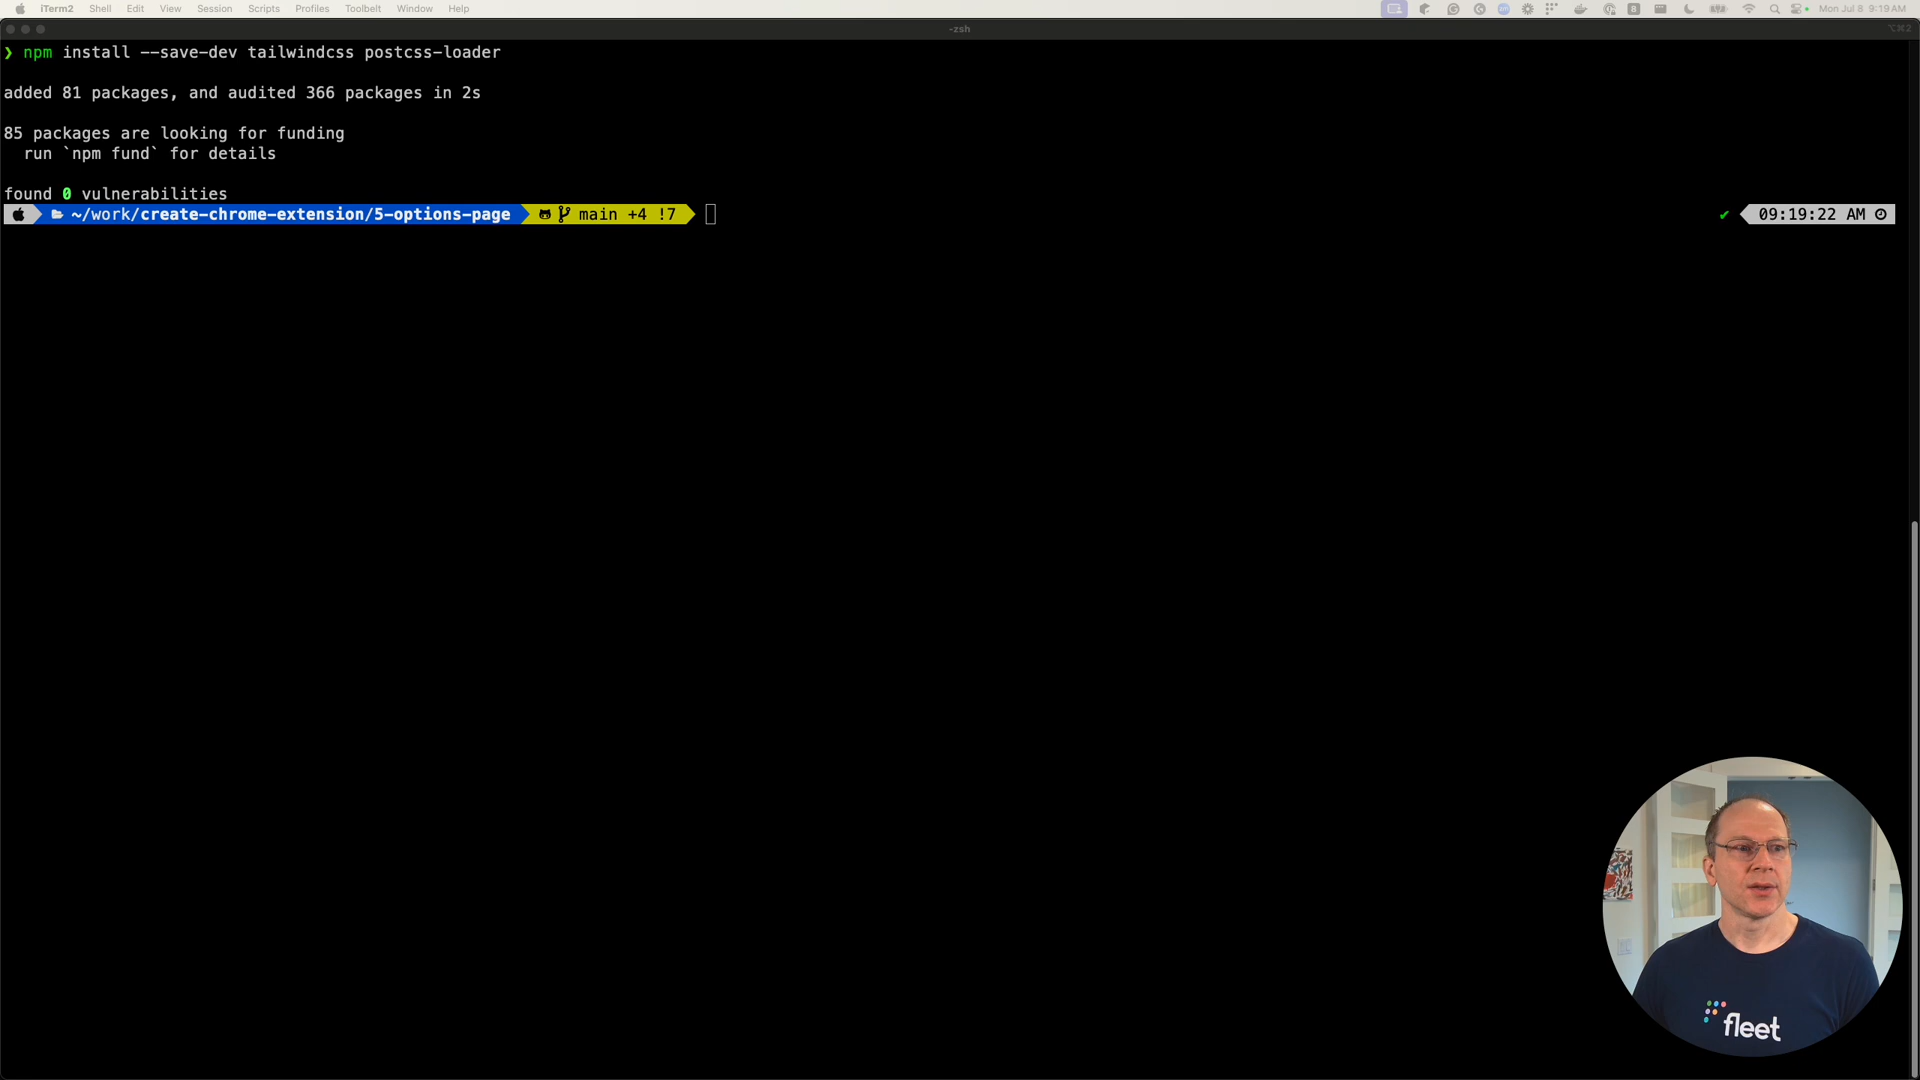 iTerm2 Shell Edit View Session Scripts Profiles Toolbelt Window Help Mon Jul 8 9:19 AM
-zsh ⌥⌘2
❯ npm install --save-dev tailwindcss postcss-loader
added 81 packages, and audited 366 packages in 2s
85 packages are looking for funding
run `npm fund` for details
found 0 vulnerabilities
~/work/create-chrome-extension/5-options-page main +4 !7 ✔ 09:19:22 AM
fleet